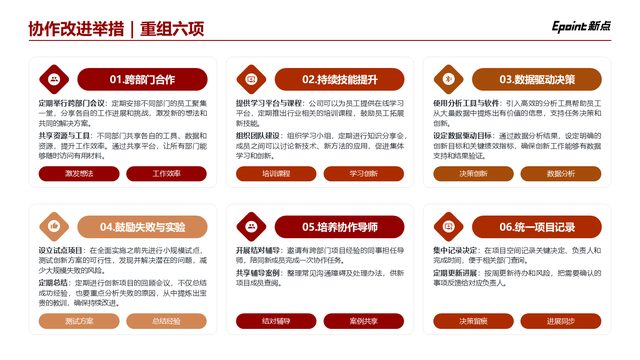 协作改进举措｜重组六项
Epoint 新点
01.跨部门合作
定期举行跨部门会议：定期安排不同部门的员工聚集
一堂，分享各自的工作进展和挑战，激发新的想法和
共同的解决方案。
共享资源与工具：不同部门共享各自的工具、数据和
资源，提升工作效率。通过共享平台，让所有部门能
够随时访问有用材料。
激发想法
工作效率
02.持续技能提升
提供学习平台与课程：公司可以为员工提供在线学习
平台，定期推出行业相关的培训课程，鼓励员工拓展
新技能。
组织团队建设：组织学习小组，定期进行知识分享会，
成员之间可以讨论新技术、新方法的应用，促进集体
学习和创新。
培训课程
学习创新
03.数据驱动决策
使用分析工具与软件：引入高效的分析工具帮助员工
从大量数据中提炼出有价值的信息，支持任务决策和
创新。
设定数据驱动目标：通过数据分析结果，设定明确的
创新目标和关键绩效指标，确保创新工作能够有数据
支持和结果验证。
决策创新
数据分析
04.鼓励失败与实验
设立试点项目：在全面实施之前先进行小规模试点，
测试创新方案的可行性，发现并解决潜在的问题，减
少大规模失败的风险。
定期总结：定期进行创新项目的回顾会议，不仅总结
成功经验，也要重点分析失败的原因，从中提炼出宝
贵的教训，确保持续改进。
测试方案
总结经验
05.培养协作导师
开展结对辅导：邀请有跨部门项目经验的同事担任导
师，陪同新成员完成一次协作任务。
共享辅导案例：整理常见沟通障碍及处理办法，供新
项目成员查阅。
结对辅导
案例共享
06.统一项目记录
集中记录决定：在项目空间记录关键决定、负责人和
完成时间，便于相关部门查阅。
定期更新进展：按周更新待办和风险，把需要确认的
事项反馈给对应负责人。
决策留痕
进展同步